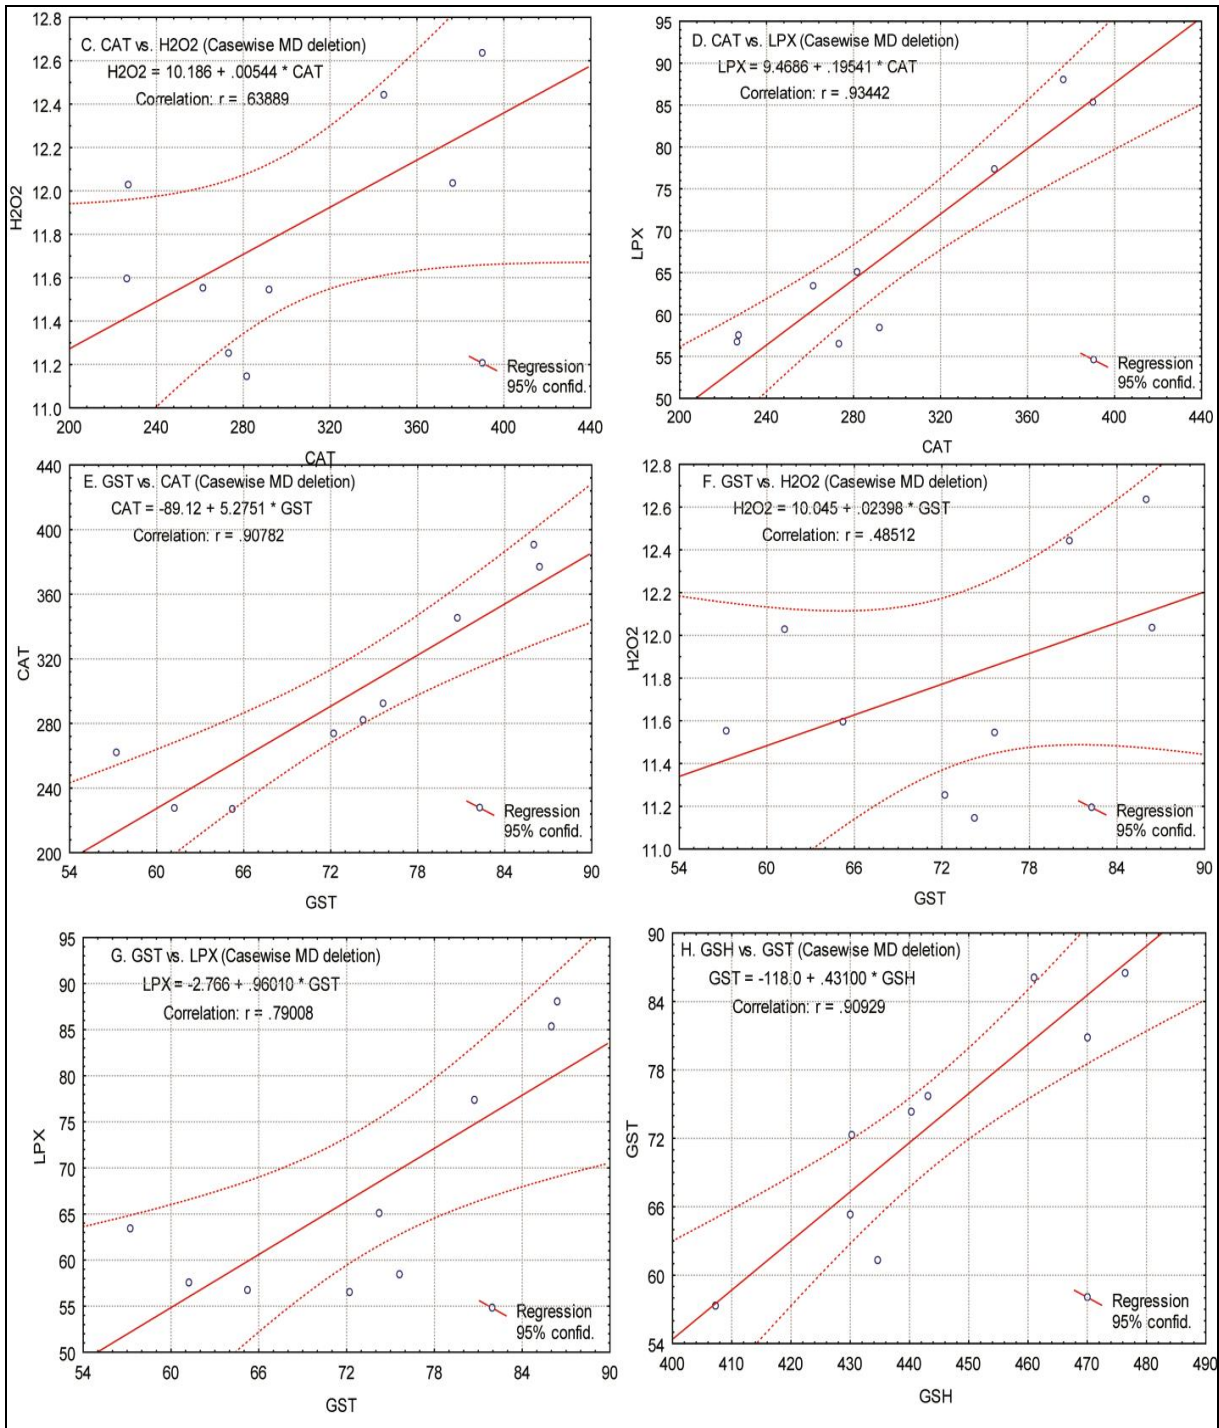 C. CAT vs. H2O2 (Casewise MD deletion)
H2O2 = 10.186 + .00544 * CAT
Correlation: r = .63889
12.8
12.6
12.4
12.2
12.0
11.8
11.6
11.4
11.2
11.0
H2O2
Regression
95% confid.
200 240 280 320 360 400 440
CAT
D. CAT vs. LPX (Casewise MD deletion)
LPX = 9.4686 + .19541 * CAT
Correlation: r = .93442
95
90
85
80
75
70
65
60
55
50
LPX
Regression
95% confid.
200 240 280 320 360 400 440
CAT
E. GST vs. CAT (Casewise MD deletion)
CAT = -89.12 + 5.2751 * GST
Correlation: r = .90782
440
400
360
320
280
240
200
CAT
Regression
95% confid.
54 60 66 72 78 84 90
GST
F. GST vs. H2O2 (Casewise MD deletion)
H2O2 = 10.045 + .02398 * GST
Correlation: r = .48512
12.8
12.6
12.4
12.2
12.0
11.8
11.6
11.4
11.2
11.0
H2O2
Regression
95% confid.
54 60 66 72 78 84 90
GST
G. GST vs. LPX (Casewise MD deletion)
LPX = -2.766 + .96010 * GST
Correlation: r = .79008
95
90
85
80
75
70
65
60
55
50
LPX
Regression
95% confid.
54 60 66 72 78 84 90
GST
H. GSH vs. GST (Casewise MD deletion)
GST = -118.0 + .43100 * GSH
Correlation: r = .90929
90
84
78
72
66
60
54
GST
Regression
95% confid.
400 410 420 430 440 450 460 470 480 490
GSH